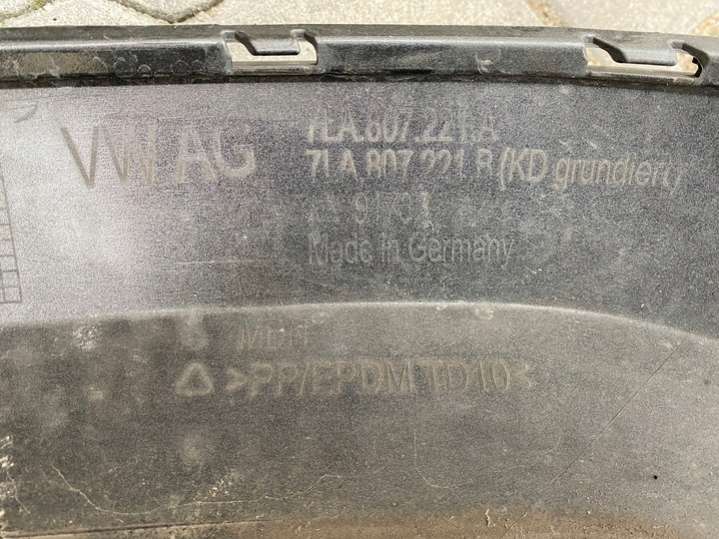 VW AG
7LA.807.221.A
7LA.807.221.B (KD grundiert)
Made in Germany
>PP/EPDM TD10<